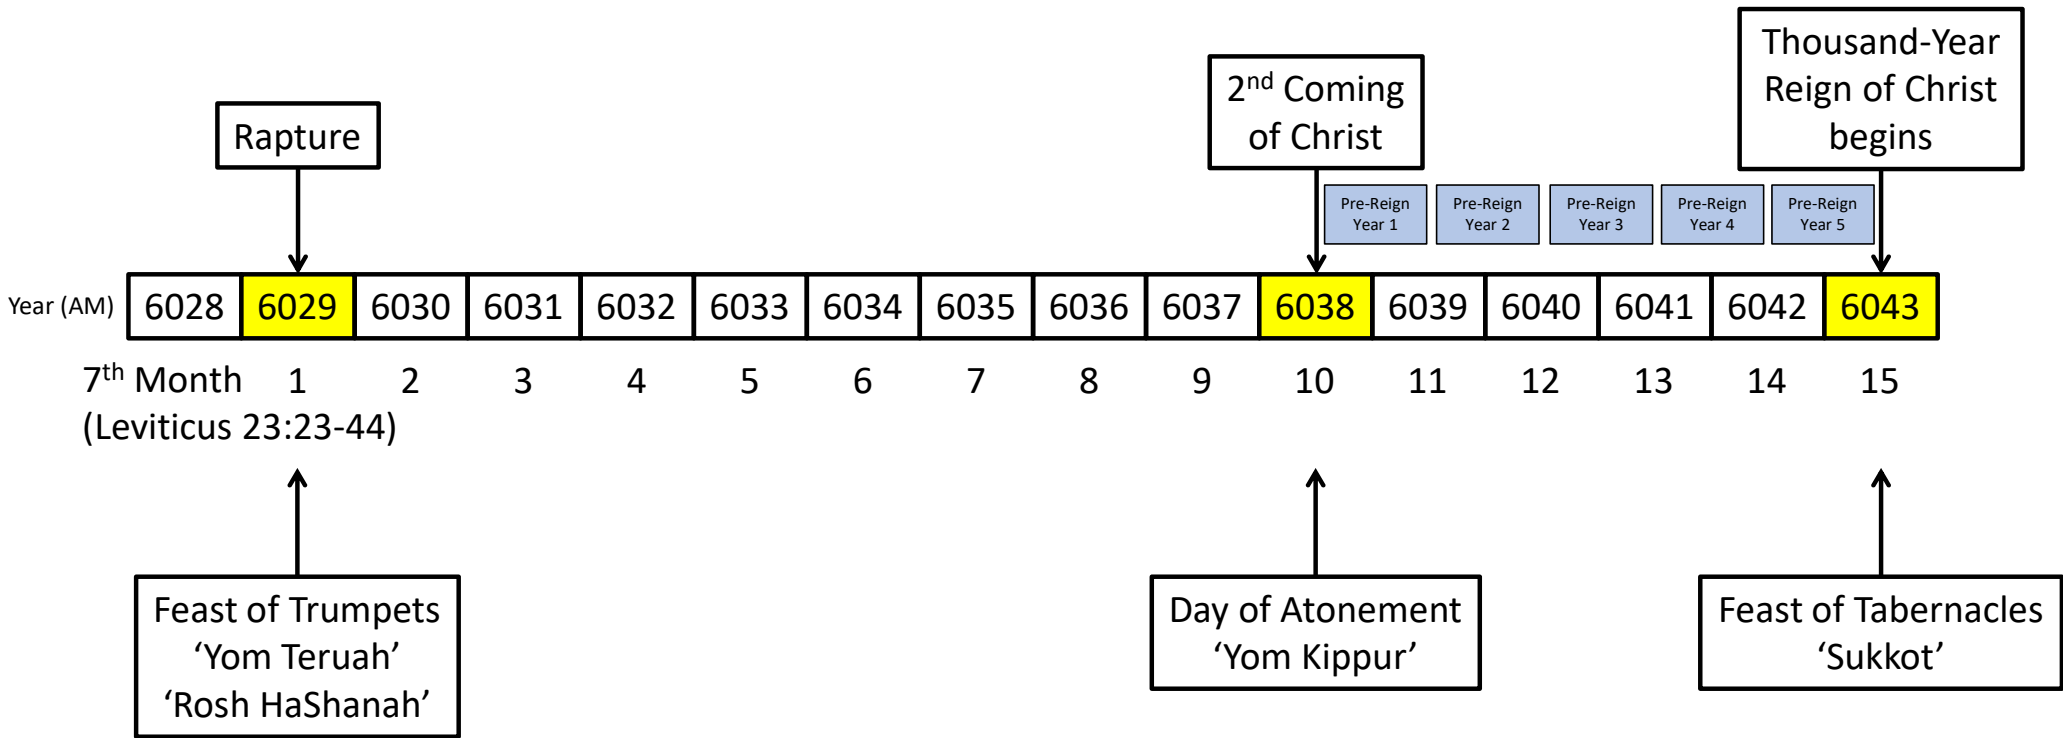 Thousand-Year
Reign of Christ
begins
2nd Coming
of Christ
Rapture
Pre-Reign
Year 1
Pre-Reign
Year 2
Pre-Reign
Year 3
Pre-Reign
Year 4
Pre-Reign
Year 5
Year (AM) 6028 6029 6030 6031 6032 6033 6034 6035 6036 6037 6038 6039 6040 6041 6042 6043
7th Month 1 2 3 4 5 6 7 8 9 10 11 12 13 14 15
(Leviticus 23:23-44)
Feast of Trumpets
‘Yom Teruah’
‘Rosh HaShanah’
Day of Atonement
‘Yom Kippur’
Feast of Tabernacles
‘Sukkot’